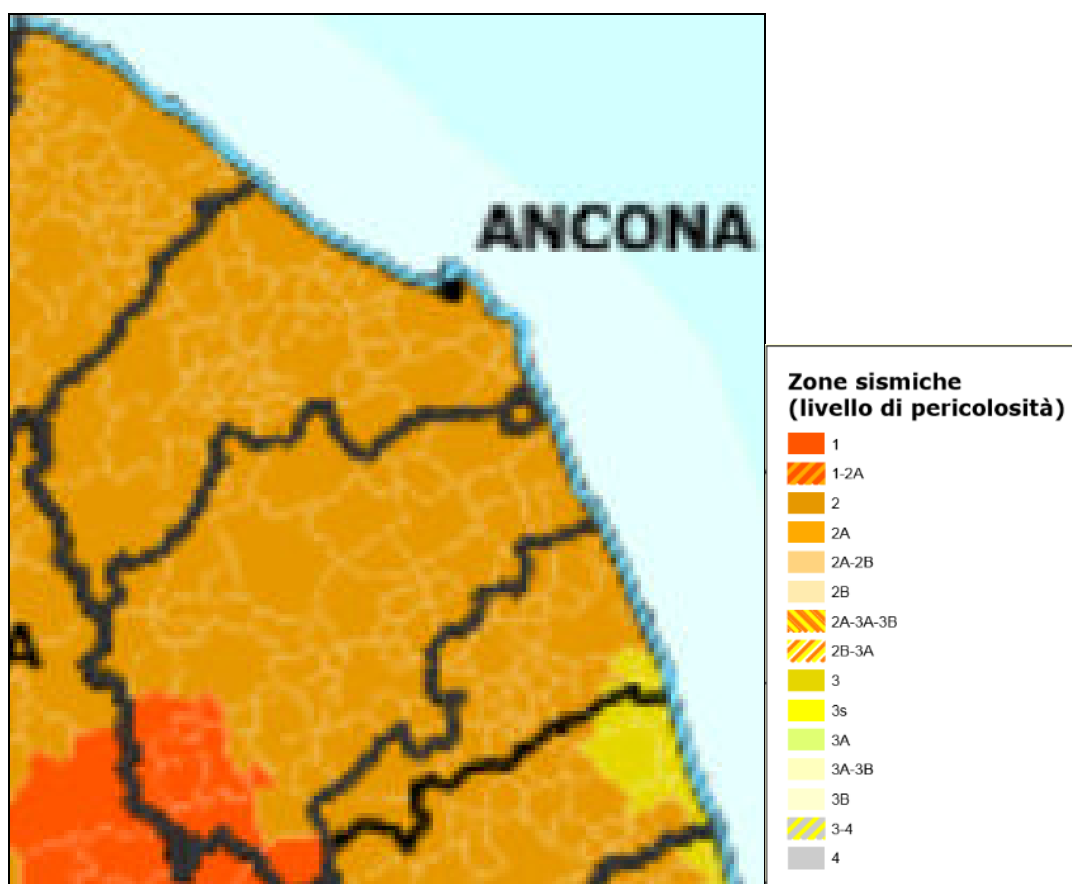 ANCONA
Zone sismiche
(livello di pericolosità)
1
1-2A
2
2A
2A-2B
2B
2A-3A-3B
2B-3A
3
3s
3A
3A-3B
3B
3-4
4
A